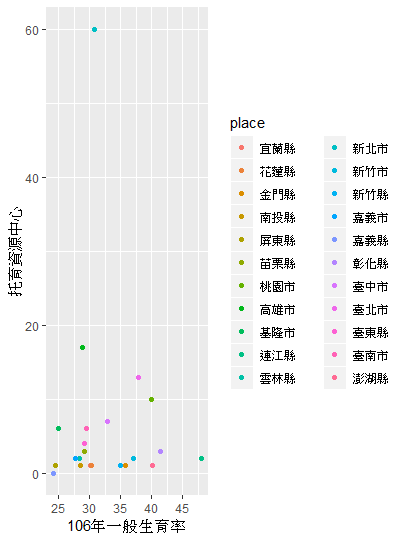 60
40
20
0
托育資源中心
25 30 35 40 45
106年一般生育率
place
宜蘭縣 新北市
花蓮縣 新竹市
金門縣 新竹縣
南投縣 嘉義市
屏東縣 嘉義縣
苗栗縣 彰化縣
桃園市 臺中市
高雄市 臺北市
基隆市 臺東縣
連江縣 臺南市
雲林縣 澎湖縣